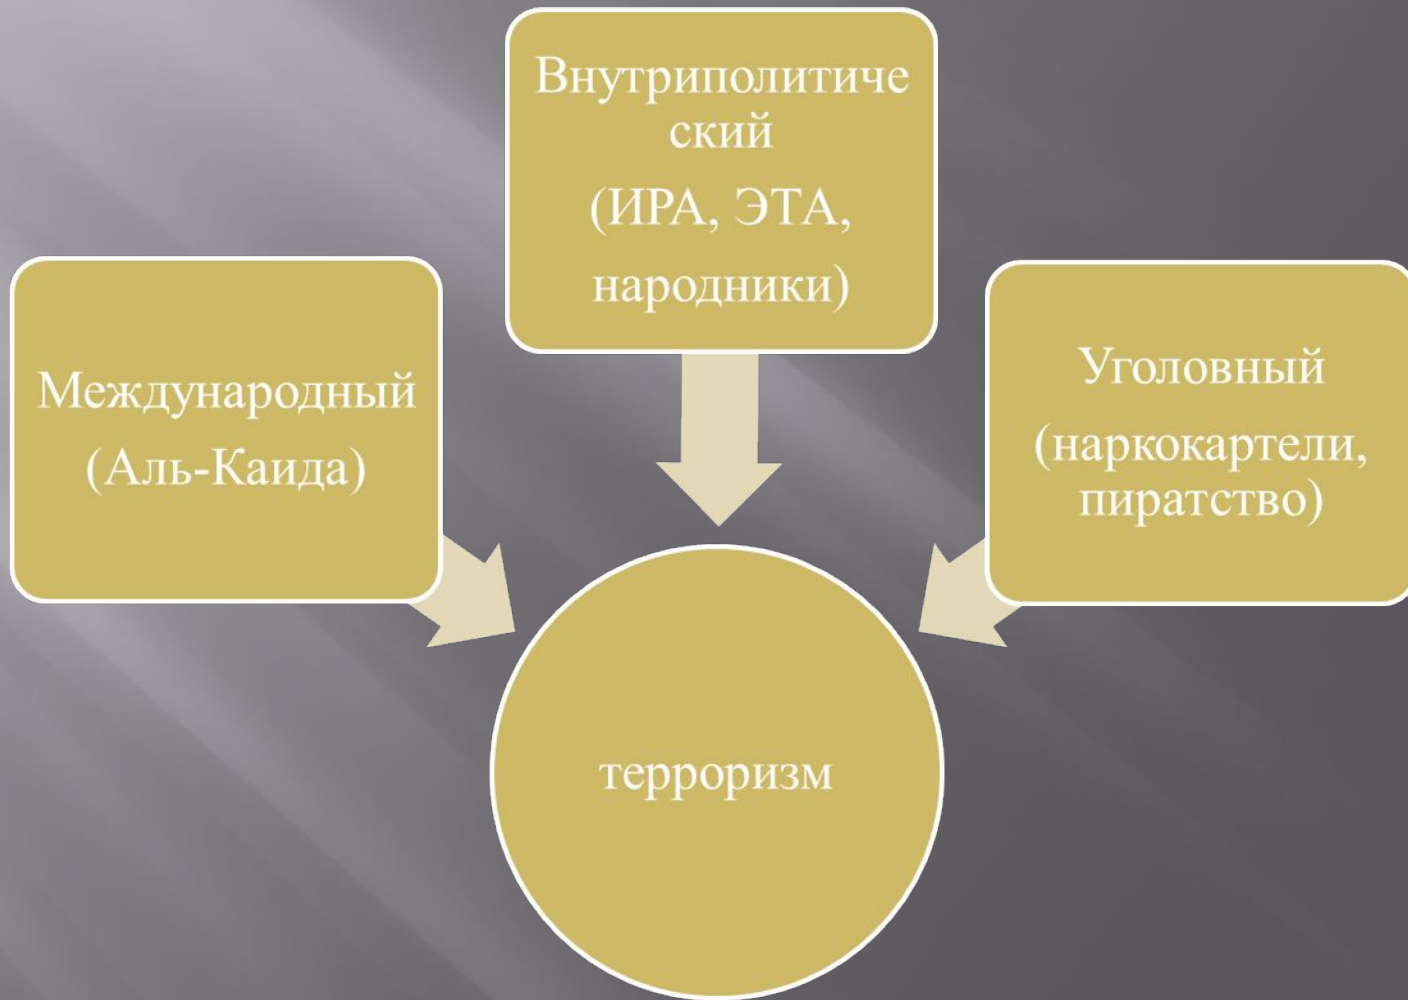 Внутриполитиче
ский
(ИРА, ЭТА,
народники)
Международный
(Аль-Каида)
Уголовный
(наркокартели,
пиратство)
терроризм